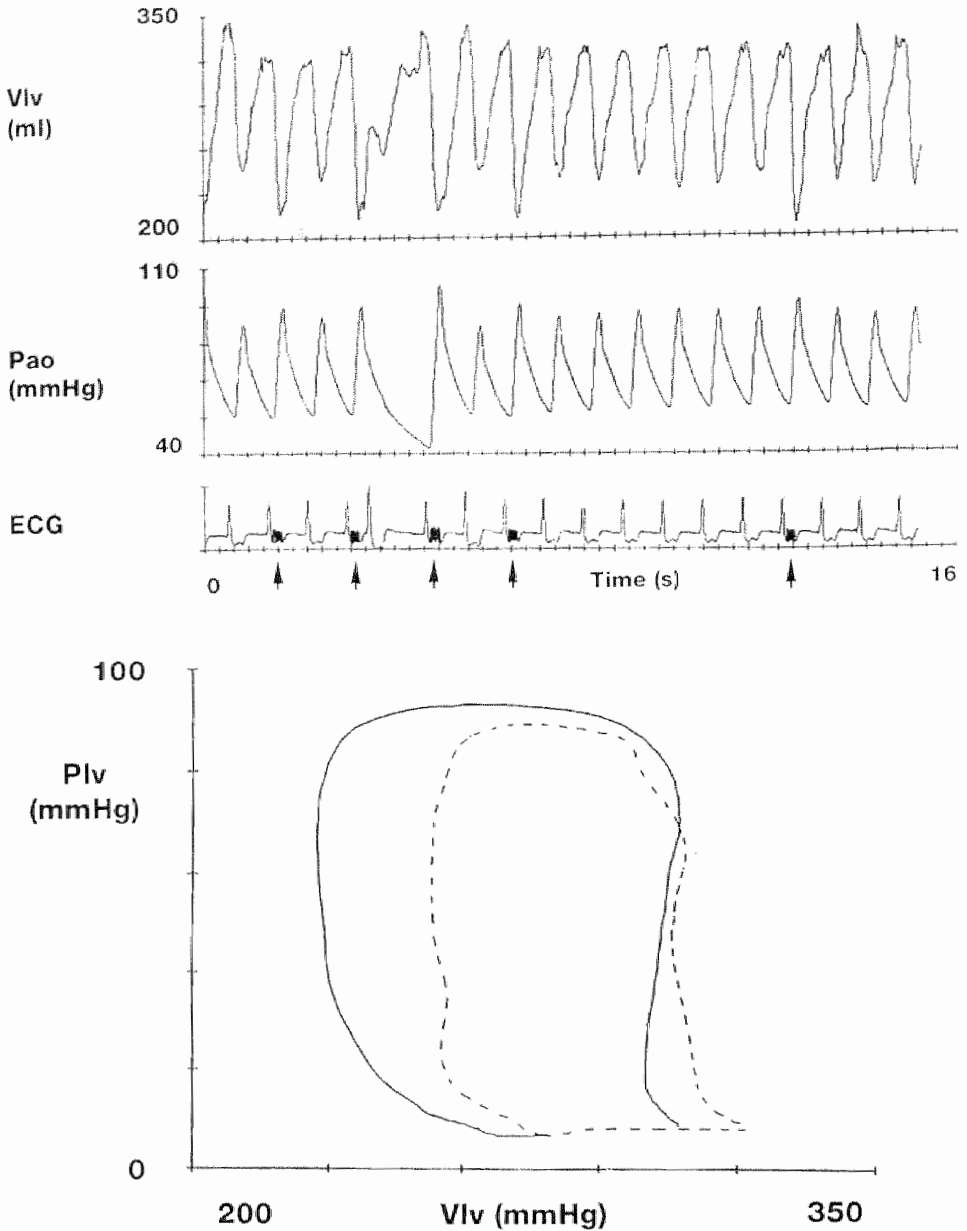 350
Vlv
(ml)
200
110
Pao
(mmHg)
40
ECG
0
Time (s)
16
100
Plv
(mmHg)
0
200
Vlv (mmHg)
350